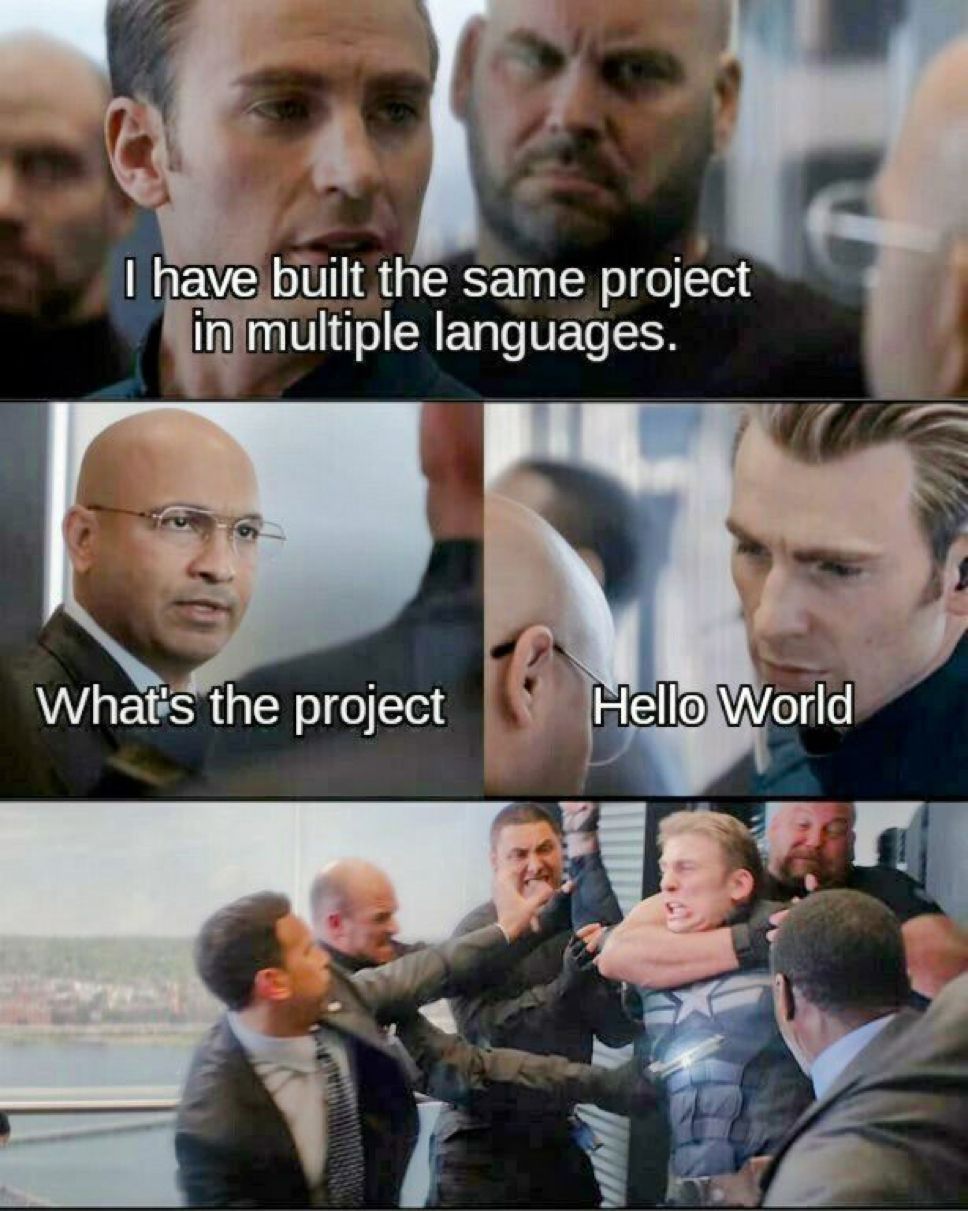 I have built the same project
in multiple languages.
What's the project
Hello World